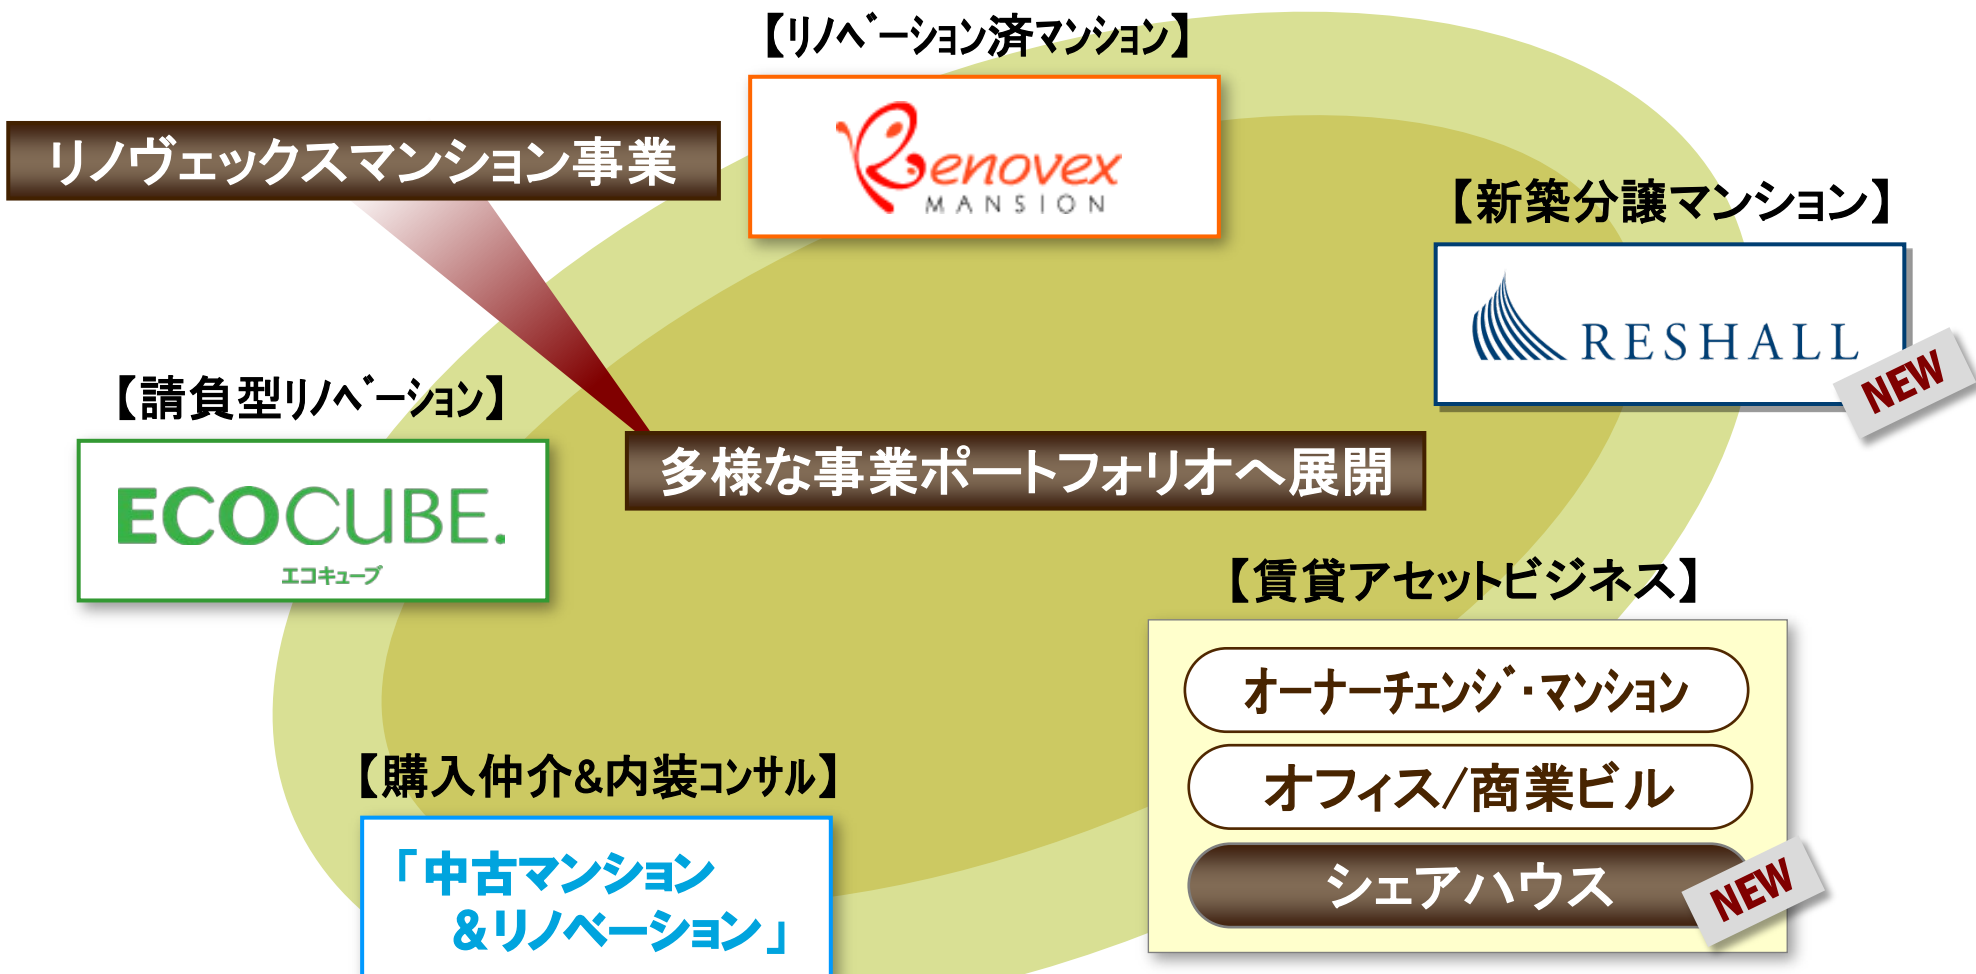 【リノベーション済マンション】
Renovex
MANSION
リノヴェックスマンション事業
【新築分譲マンション】
RESHALL
NEW
【請負型リノベーション】
ECOCUBE.
エコキューブ
多様な事業ポートフォリオへ展開
【賃貸アセットビジネス】
オーナーチェンジ・マンション
オフィス/商業ビル
シェアハウス
NEW
【購入仲介&内装コンサル】
「中古マンション
&リノベーション」